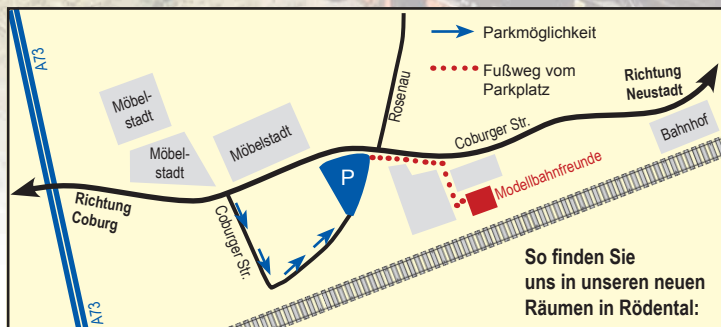 A73
Parkmöglichkeit
Fußweg vom
Parkplatz
Rosenau
Richtung
Neustadt
Möbel-
stadt
Möbel-
stadt
Möbelstadt
Coburger Str.
Bahnhof
P
Modellbahnfreunde
Richtung
Coburg
Coburger Str.
So finden Sie
uns in unseren neuen
Räumen in Rödental:
A73